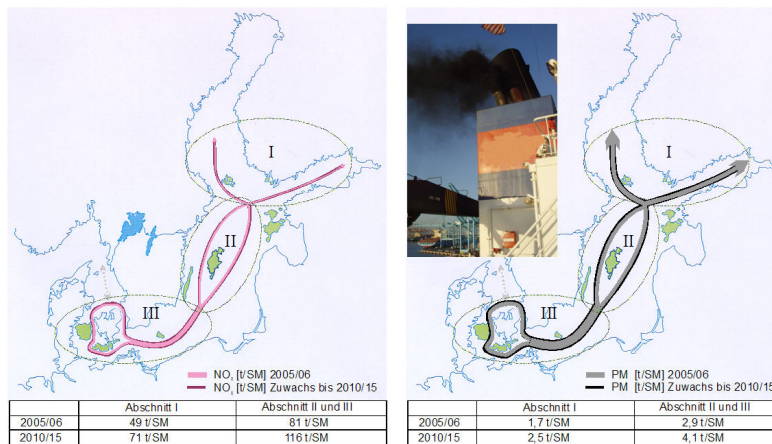 I
II
I/II
NOx [t/SM] 2005/06
NOx [t/SM] Zuwachs bis 2010/15
Abschnitt I Abschnitt II und III
2005/06 49 t/SM 81 t/SM
2010/15 71 t/SM 116 t/SM
I
II
I/II
PM [t/SM] 2005/06
PM [t/SM] Zuwachs bis 2010/15
Abschnitt I Abschnitt II und III
2005/06 1,7 t/SM 2,9 t/SM
2010/15 2,5 t/SM 4,1 t/SM